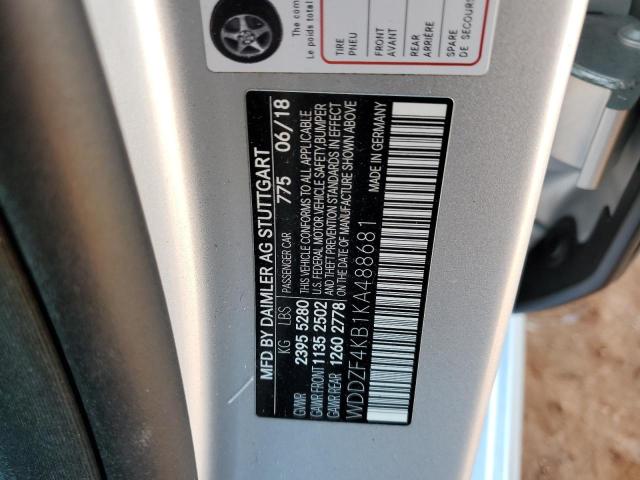 The com
Le poids total
TIRE
PNEU
FRONT
AVANT
REAR
ARRIÈRE
SPARE
DE SECOURS
MFD BY DAIMLER AG STUTTGART
PASSENGER CAR 775 06/18
KG LBS
GVWR 2395 5280
GAWR FRONT 1135 2502
GAWR REAR 1260 2778
THIS VEHICLE CONFORMS TO ALL APPLICABLE
U.S. FEDERAL MOTOR VEHICLE SAFETY,BUMPER
AND THEFT PREVENTION STANDARDS IN EFFECT
ON DATE OF MANUFACTURE SHOWN ABOVE
WDDZF4KB1KA488681
MADE IN GERMANY